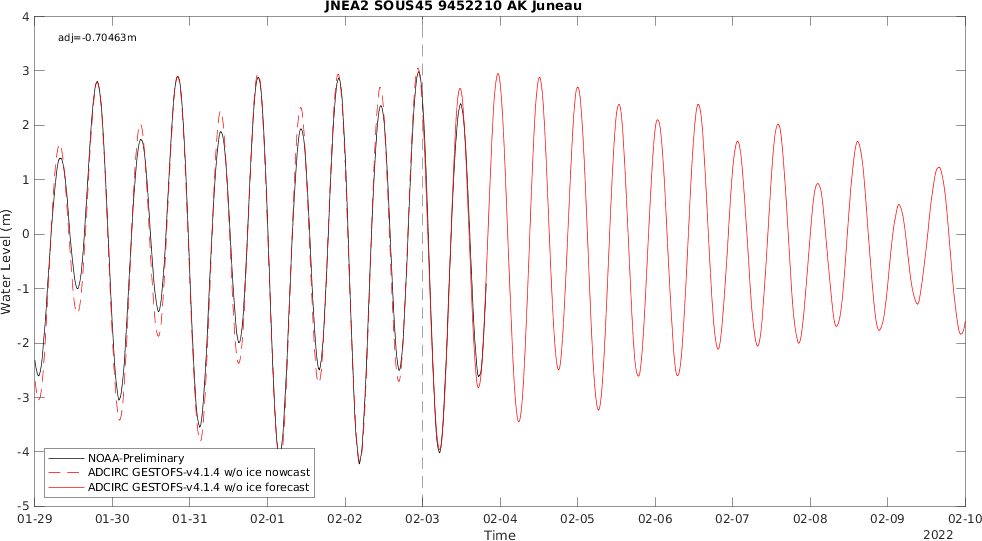 JNEA2 SOUS45 9452210 AK Juneau
adj=-0.70463m
Water Level (m)
4
3
2
1
0
-1
-2
-3
-4
-5
NOAA-Preliminary
ADCIRC GESTOFS-v4.1.4 w/o ice nowcast
ADCIRC GESTOFS-v4.1.4 w/o ice forecast
01-29 01-30 01-31 02-01 02-02 02-03 02-04 02-05 02-06 02-07 02-08 02-09 02-10
Time
2022